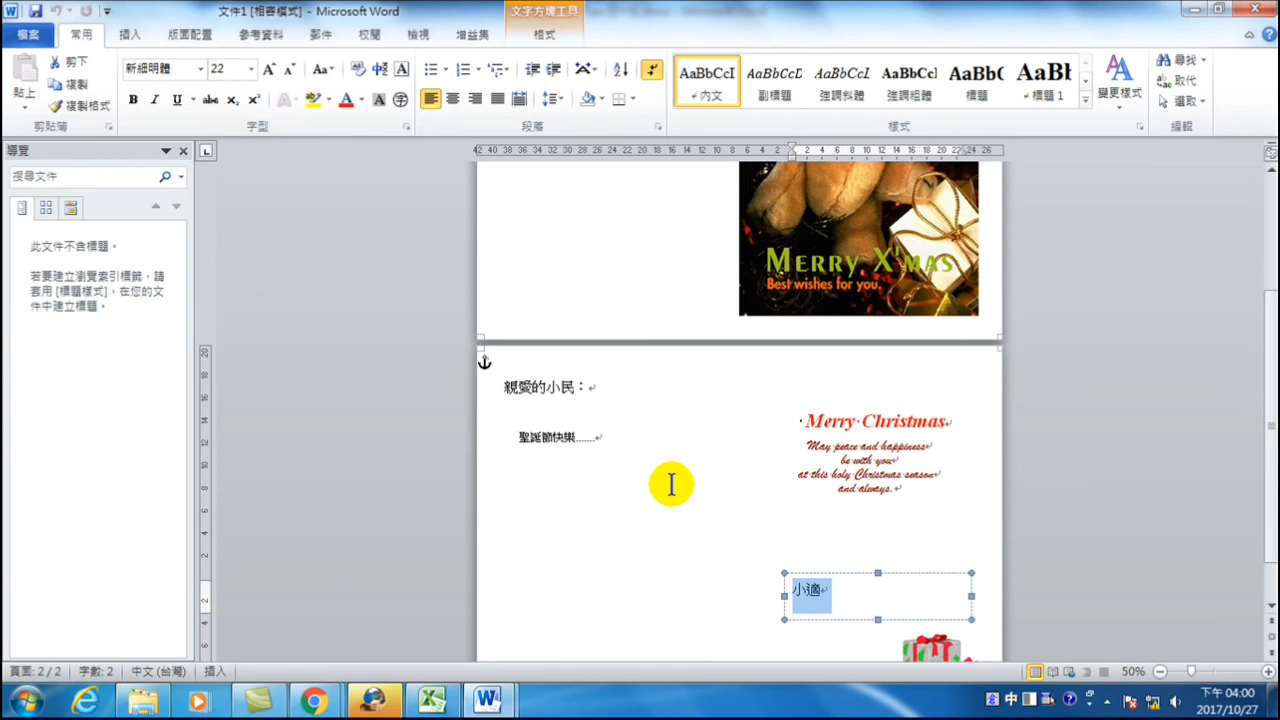 文件1 [相容模式] - Microsoft Word
文字方塊工具
檔案 常用 插入 版面配置 參考資料 郵件 校閱 檢視 增益集 格式
貼上
剪下
複製
複製格式
剪貼簿
新細明體 22
字型
段落
AaBbCcI AaBbCcD AaBbCcI AaBbCcI AaBb( AaBb
內文 副標題 強調斜體 強調粗體 標題 標題 1
變更樣式
樣式
尋找
取代
選取
編輯
導覽
搜尋文件
此文件不含標題。
若要建立瀏覽索引標籤，請
套用 [標題樣式]，在您的文
件中建立標題。
MERRY X'MAS
Best wishes for you.
親愛的小民：
聖誕節快樂.......
Merry Christmas
May peace and happiness
be with you
at this holy Christmas season
and always.
小適
頁面: 2 / 2 字數: 2 中文 (台灣) 插入 50%
下午 04:00
2017/10/27